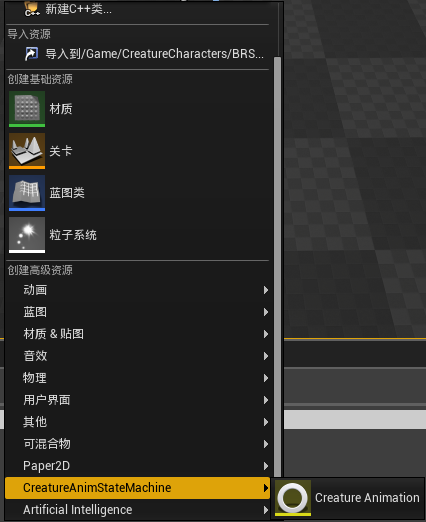 新建C++类...
导入资源
导入到/Game/CreatureCharacters/BRS...
创建基础资源
材质
关卡
蓝图类
粒子系统
创建高级资源
动画
蓝图
材质 & 贴图
音效
物理
用户界面
其他
可混合物
Paper2D
CreatureAnimStateMachine
Creature Animation
Artificial Intelligence